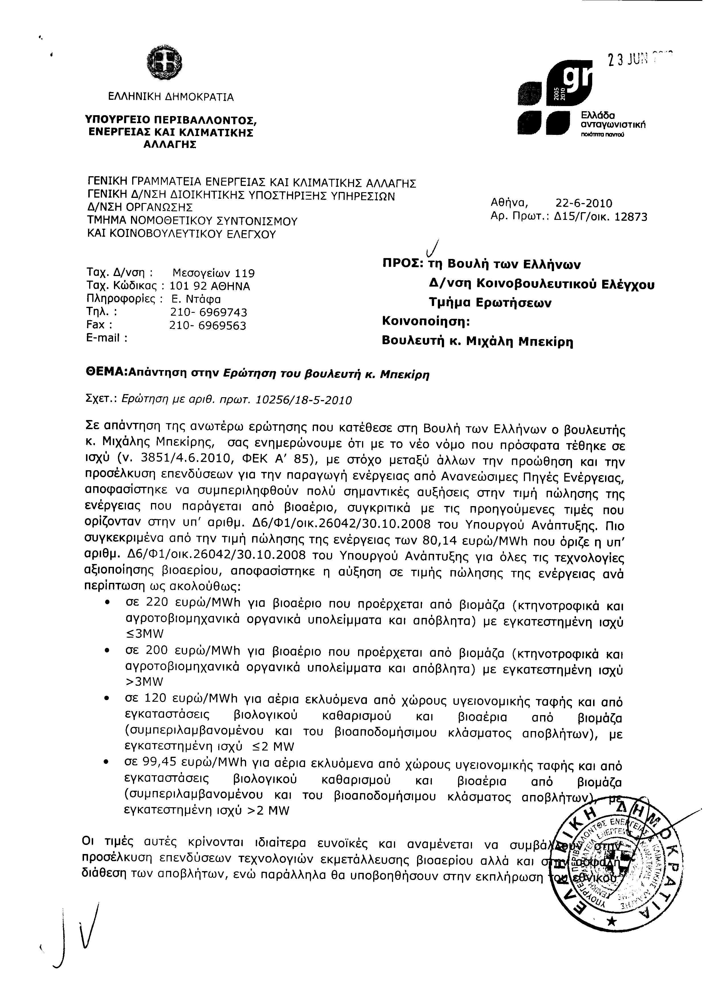 23 JUN
gr
2005
2010
Ελλάδα
ανταγωνιστική
ποιότητα παντού
ΕΛΛΗΝΙΚΗ ΔΗΜΟΚΡΑΤΙΑ
ΥΠΟΥΡΓΕΙΟ ΠΕΡΙΒΑΛΛΟΝΤΟΣ,
ΕΝΕΡΓΕΙΑΣ ΚΑΙ ΚΛΙΜΑΤΙΚΗΣ
ΑΛΛΑΓΗΣ
ΓΕΝΙΚΗ ΓΡΑΜΜΑΤΕΙΑ ΕΝΕΡΓΕΙΑΣ ΚΑΙ ΚΛΙΜΑΤΙΚΗΣ ΑΛΛΑΓΗΣ
ΓΕΝΙΚΗ Δ/ΝΣΗ ΔΙΟΙΚΗΤΙΚΗΣ ΥΠΟΣΤΗΡΙΞΗΣ ΥΠΗΡΕΣΙΩΝ
Δ/ΝΣΗ ΟΡΓΑΝΩΣΗΣ
ΤΜΗΜΑ ΝΟΜΟΘΕΤΙΚΟΥ ΣΥΝΤΟΝΙΣΜΟΥ
ΚΑΙ ΚΟΙΝΟΒΟΥΛΕΥΤΙΚΟΥ ΕΛΕΓΧΟΥ
Αθήνα, 22-6-2010
Αρ. Πρωτ.: Δ15/Γ/οικ. 12873
Ταχ. Δ/νση : Μεσογείων 119
Ταχ. Κώδικας : 101 92 ΑΘΗΝΑ
Πληροφορίες : Ε. Ντάφα
Τηλ. : 210- 6969743
Fax : 210- 6969563
E-mail :
ΠΡΟΣ: τη Βουλή των Ελλήνων
Δ/νση Κοινοβουλευτικού Ελέγχου
Τμήμα Ερωτήσεων
Κοινοποίηση:
Βουλευτή κ. Μιχάλη Μπεκίρη
ΘΕΜΑ:Απάντηση στην Ερώτηση του βουλευτή κ. Μπεκίρη
Σχετ.: Ερώτηση με αριθ. πρωτ. 10256/18-5-2010
Σε απάντηση της ανωτέρω ερώτησης που κατέθεσε στη Βουλή των Ελλήνων ο βουλευτής
κ. Μιχάλης Μπεκίρης, σας ενημερώνουμε ότι με το νέο νόμο που πρόσφατα τέθηκε σε
ισχύ (ν. 3851/4.6.2010, ΦΕΚ Α' 85), με στόχο μεταξύ άλλων την προώθηση και την
προσέλκυση επενδύσεων για την παραγωγή ενέργειας από Ανανεώσιμες Πηγές Ενέργειας,
αποφασίστηκε να συμπεριληφθούν πολύ σημαντικές αυξήσεις στην τιμή πώλησης της
ενέργειας που παράγεται από βιοαέριο, συγκριτικά με τις προηγούμενες τιμές που
ορίζονταν στην υπ' αριθμ. Δ6/Φ1/οικ.26042/30.10.2008 του Υπουργού Ανάπτυξης. Πιο
συγκεκριμένα από την τιμή πώλησης της ενέργειας των 80,14 ευρώ/MWh που όριζε η υπ'
αριθμ. Δ6/Φ1/οικ.26042/30.10.2008 του Υπουργού Ανάπτυξης για όλες τις τεχνολογίες
αξιοποίησης βιοαερίου, αποφασίστηκε η αύξηση σε τιμής πώλησης της ενέργειας ανά
περίπτωση ως ακολούθως:
• σε 220 ευρώ/MWh για βιοαέριο που προέρχεται από βιομάζα (κτηνοτροφικά και
αγροτοβιομηχανικά οργανικά υπολείμματα και απόβλητα) με εγκατεστημένη ισχύ
≤3MW
• σε 200 ευρώ/MWh για βιοαέριο που προέρχεται από βιομάζα (κτηνοτροφικά και
αγροτοβιομηχανικά οργανικά υπολείμματα και απόβλητα) με εγκατεστημένη ισχύ
>3MW
• σε 120 ευρώ/MWh για αέρια εκλυόμενα από χώρους υγειονομικής ταφής και από
εγκαταστάσεις βιολογικού καθαρισμού και βιοαέρια από βιομάζα
(συμπεριλαμβανομένου και του βιοαποδομήσιμου κλάσματος αποβλήτων), με
εγκατεστημένη ισχύ ≤2 MW
• σε 99,45 ευρώ/MWh για αέρια εκλυόμενα από χώρους υγειονομικής ταφής και από
εγκαταστάσεις βιολογικού καθαρισμού και βιοαέρια από βιομάζα
(συμπεριλαμβανομένου και του βιοαποδομήσιμου κλάσματος αποβλήτων), με
εγκατεστημένη ισχύ >2 MW
Οι τιμές αυτές κρίνονται ιδιαίτερα ευνοϊκές και αναμένεται να συμβάλλουν στην
προσέλκυση επενδύσεων τεχνολογιών εκμετάλλευσης βιοαερίου αλλά και στην ασφαλή
διάθεση των αποβλήτων, ενώ παράλληλα θα υποβοηθήσουν στην εκπλήρωση του εθνικού
ΕΛΛΗΝΙΚΗ ΔΗΜΟΚΡΑΤΙΑ
ΥΠΟΥΡΓΕΙΟ ΠΕΡΙΒΑΛΛΟΝΤΟΣ ΕΝΕΡΓΕΙΑΣ & ΚΛΙΜΑΤΙΚΗΣ ΑΛΛΑΓΗΣ